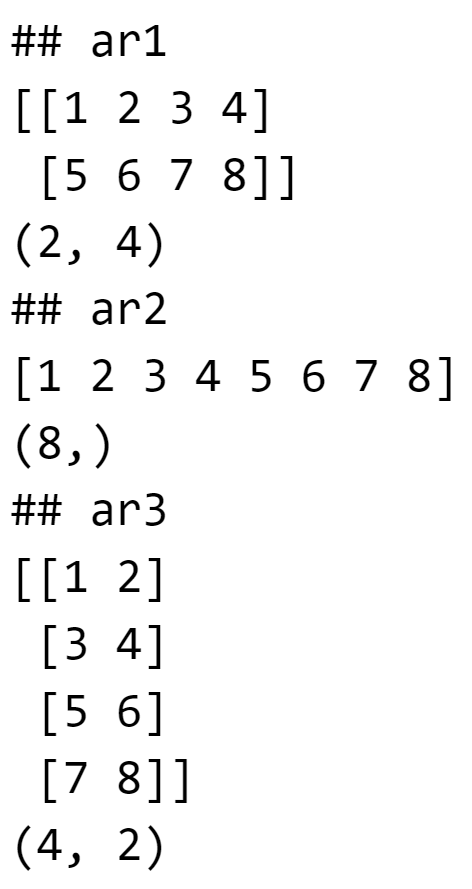 ## ar1
[[1 2 3 4]
 [5 6 7 8]]
(2, 4)
## ar2
[1 2 3 4 5 6 7 8]
(8,)
## ar3
[[1 2]
 [3 4]
 [5 6]
 [7 8]]
(4, 2)